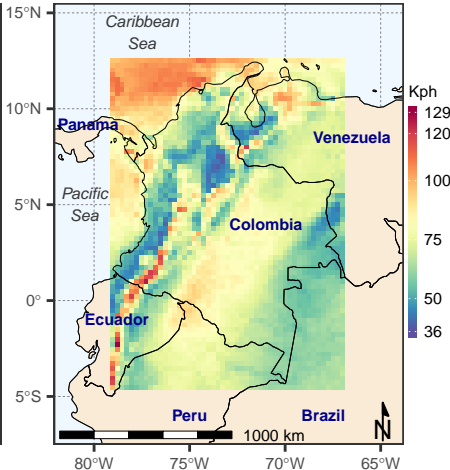 15°N
Caribbean
Sea
Kph
10°N
129
Panama
120
Venezuela
100
Pacific
Sea
5°N
Colombia
75
0°
50
Ecuador
36
5°S
Peru
Brazil
N
1000 km
80°W
75°W
70°W
65°W